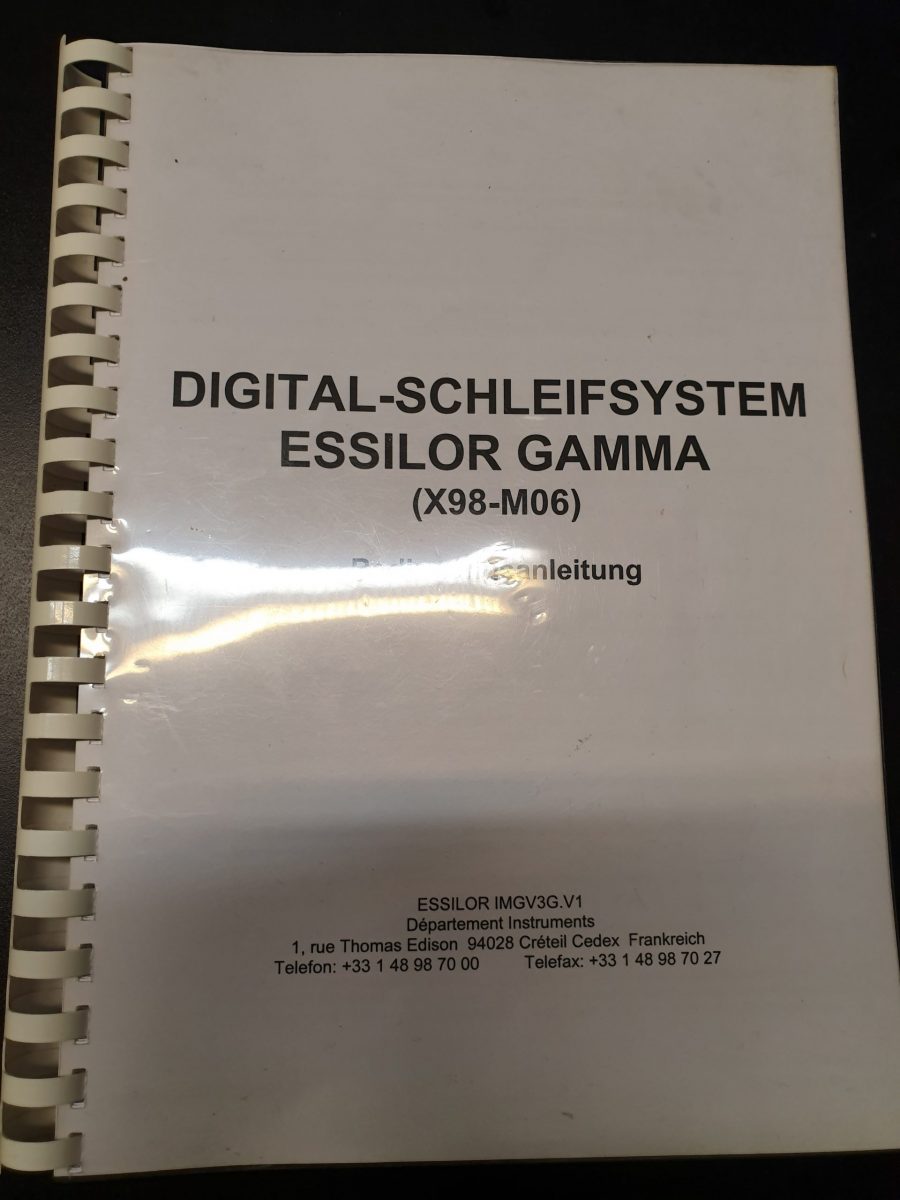 DIGITAL-SCHLEIFSYSTEM
ESSILOR GAMMA
(X98-M06)
Bedienungsanleitung
ESSILOR IMGV3G.V1
Département Instruments
1, rue Thomas Edison 94028 Créteil Cedex Frankreich
Telefon: +33 1 48 98 70 00 Telefax: +33 1 48 98 70 27